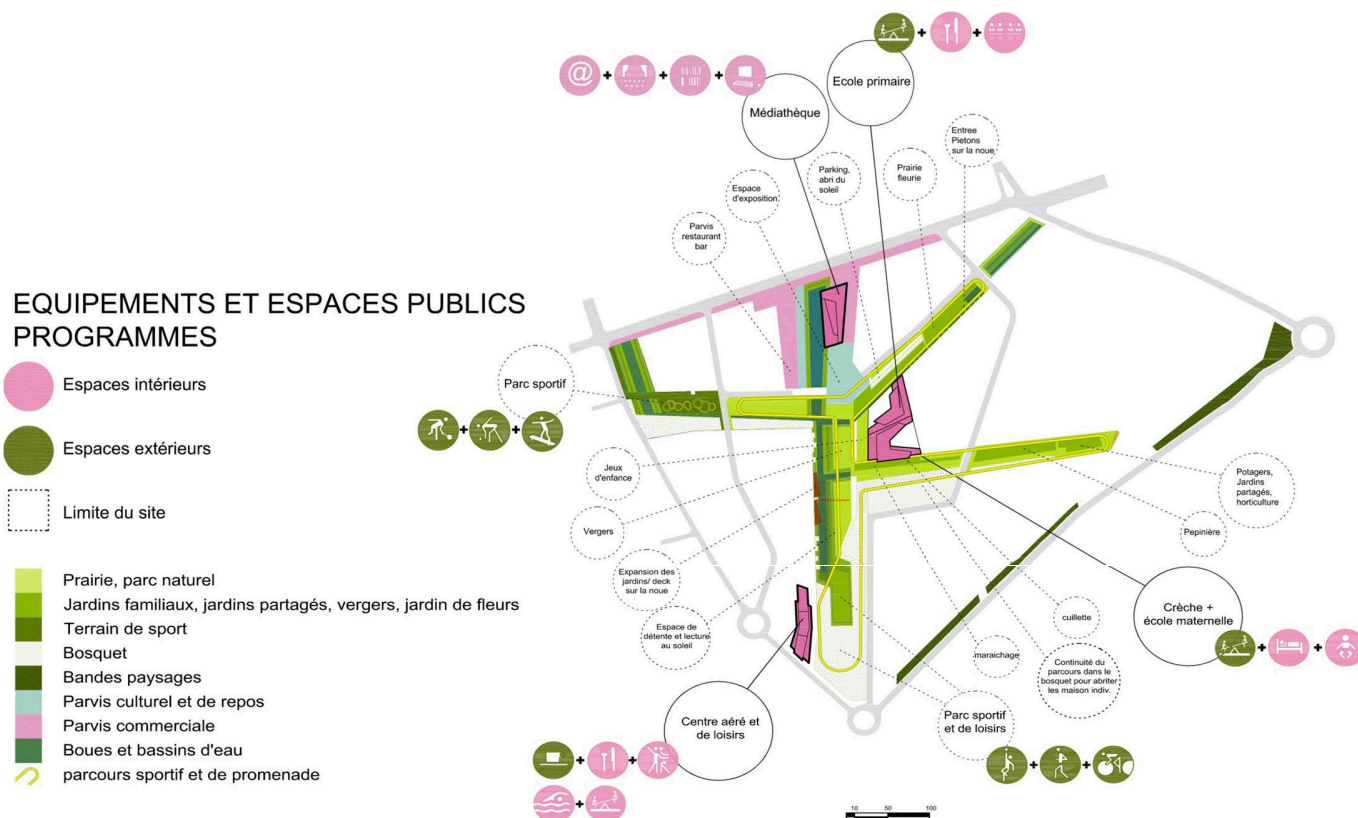 EQUIPEMENTS ET ESPACES PUBLICS
PROGRAMMES
Espaces intérieurs
Espaces extérieurs
Limite du site
Prairie, parc naturel
Jardins familiaux, jardins partagés, vergers, jardin de fleurs
Terrain de sport
Bosquet
Bandes paysages
Parvis culturel et de repos
Parvis commerciale
Boues et bassins d'eau
parcours sportif et de promenade
@
Ecole primaire
Médiathèque
Entree
Pietons
sur la noue
Parking,
abri du
soleil
Prairie
fleurie
Espace
d'exposition
Parvis
restaurant
bar
Parc sportif
Jeux
d'enfance
Vergers
Expansion des
jardins/ deck
sur la noue
Espace de
détente et lecture
au soleil
Centre aéré et
de loisirs
Potagers,
Jardins
partagés,
horticulture
Pepinière
Crèche +
école maternelle
cuillette
maraichage
Continuité du
parcours dans le
bosquet pour abriter
les maison indiv.
Parc sportif
et de loisirs
10 50 100